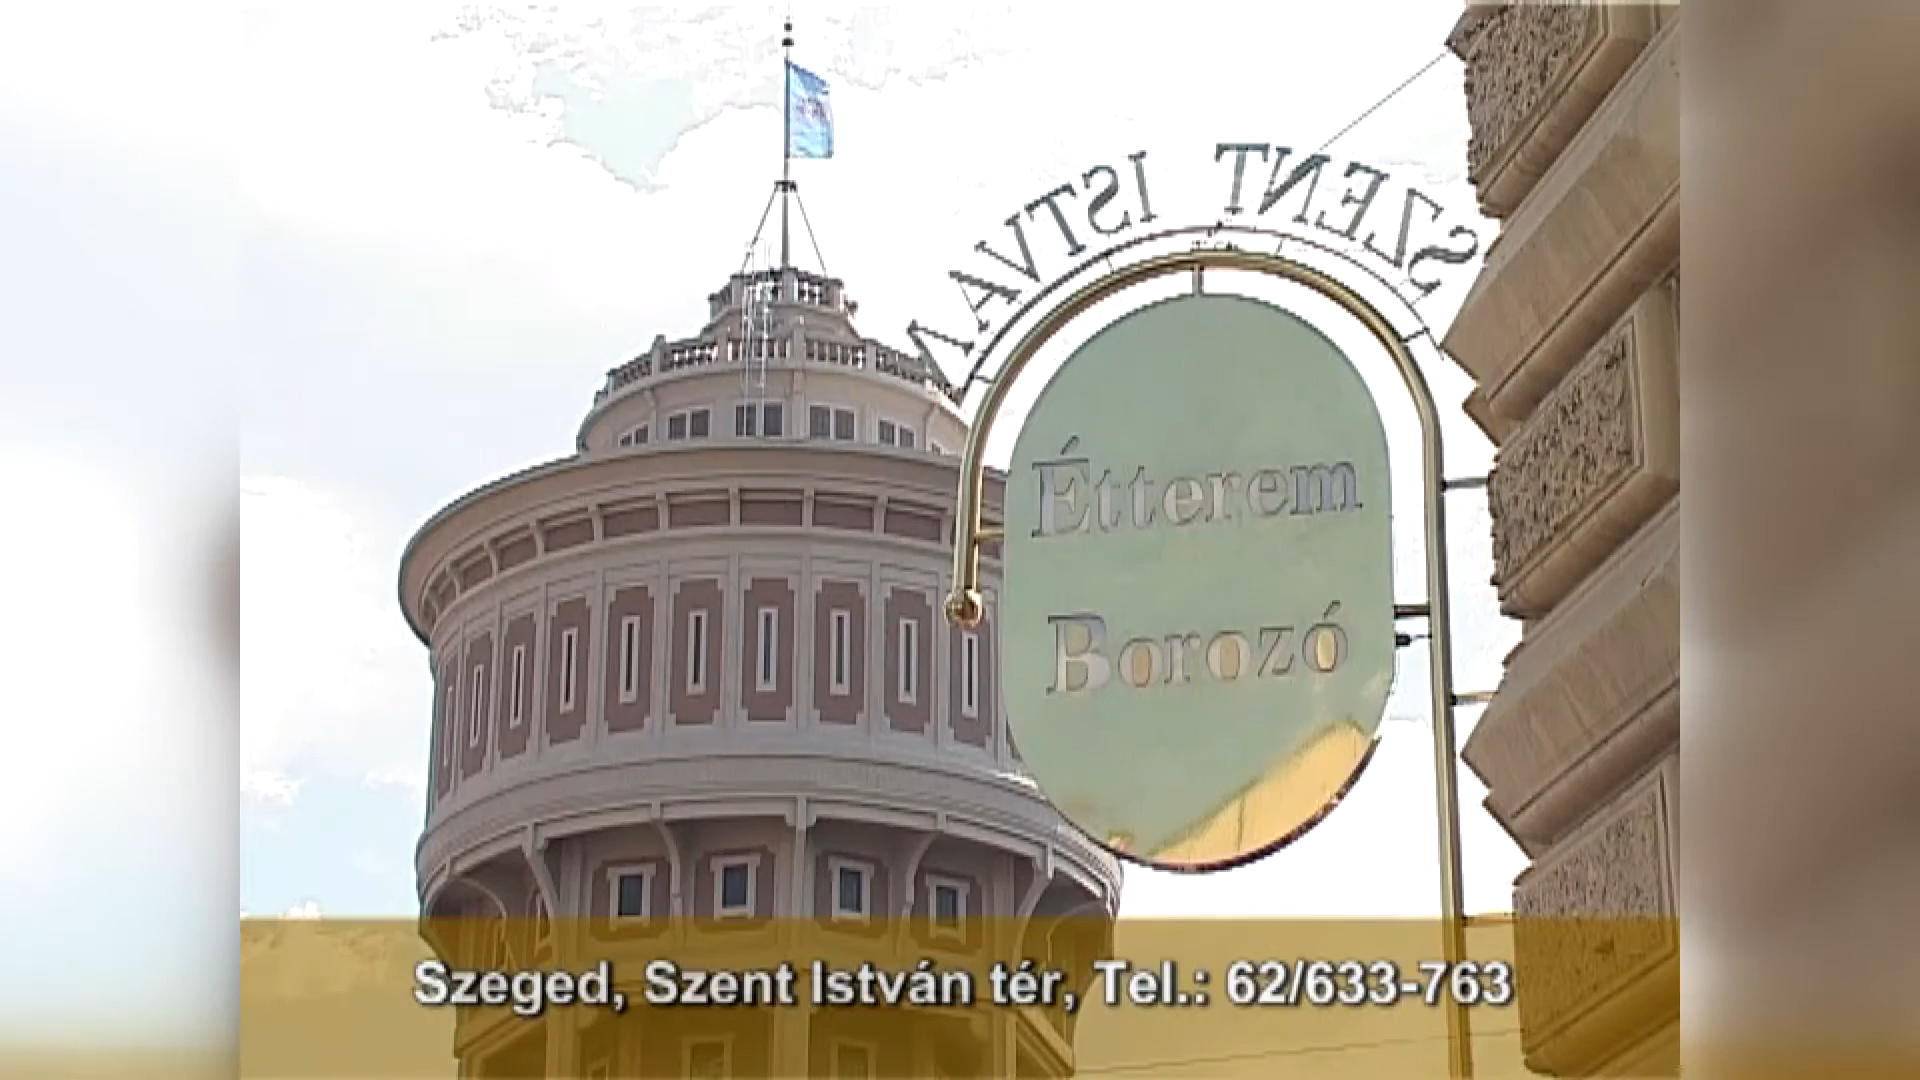 SZENT ISTVÁN
Étterem
Borozó
Szeged, Szent István tér, Tel.: 62/633-763